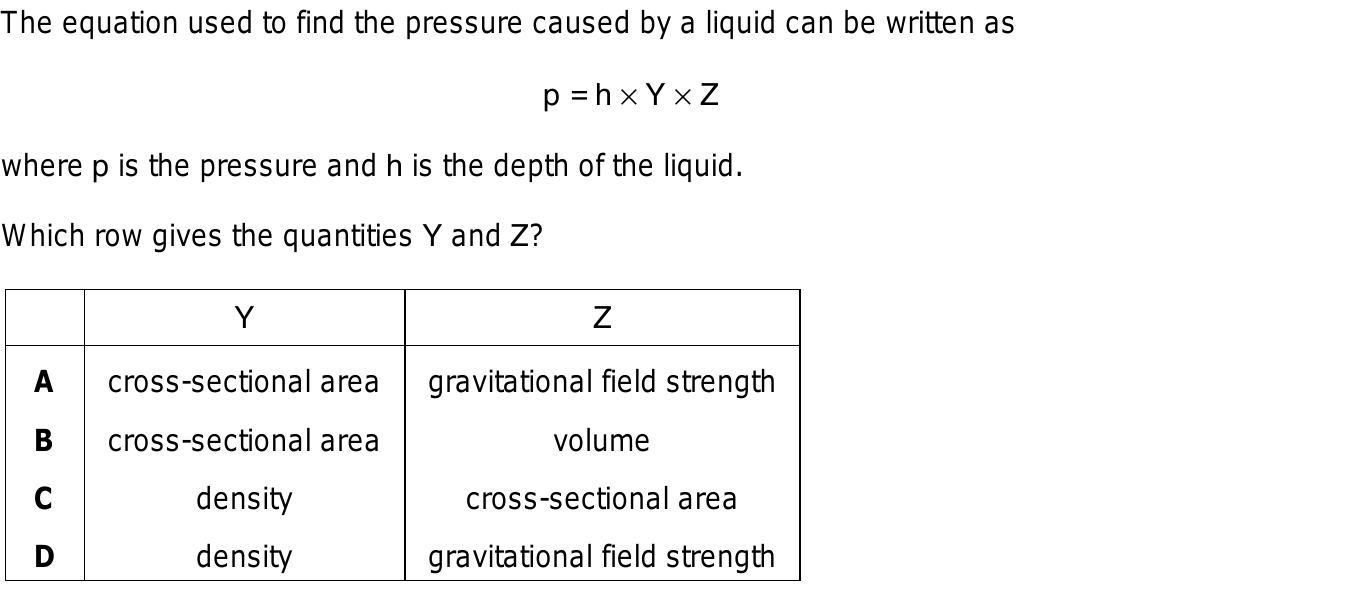 The equation used to find the pressure caused by a liquid can be written as
p = h × Y × Z
where p is the pressure and h is the depth of the liquid.
Which row gives the quantities Y and Z?
Y Z
A cross-sectional area gravitational field strength
B cross-sectional area volume
C density cross-sectional area
D density gravitational field strength